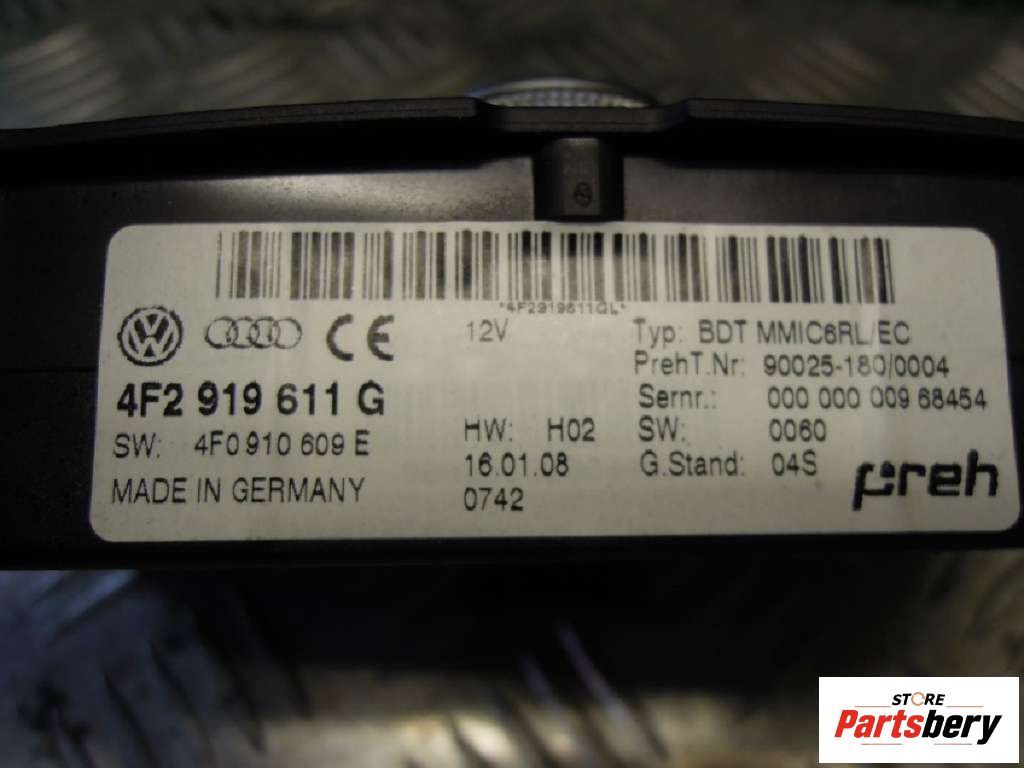 *4F2919611GL*
12V
Typ: BDT MMIC6RL/EC
PrehT.Nr: 90025-180/0004
4F2 919 611 G
Sernr.: 000 000 009 68454
SW: 4F0 910 609 E
HW: H02
SW: 0060
16.01.08
G.Stand: 04S
preh
MADE IN GERMANY
0742
STORE
Partsbery